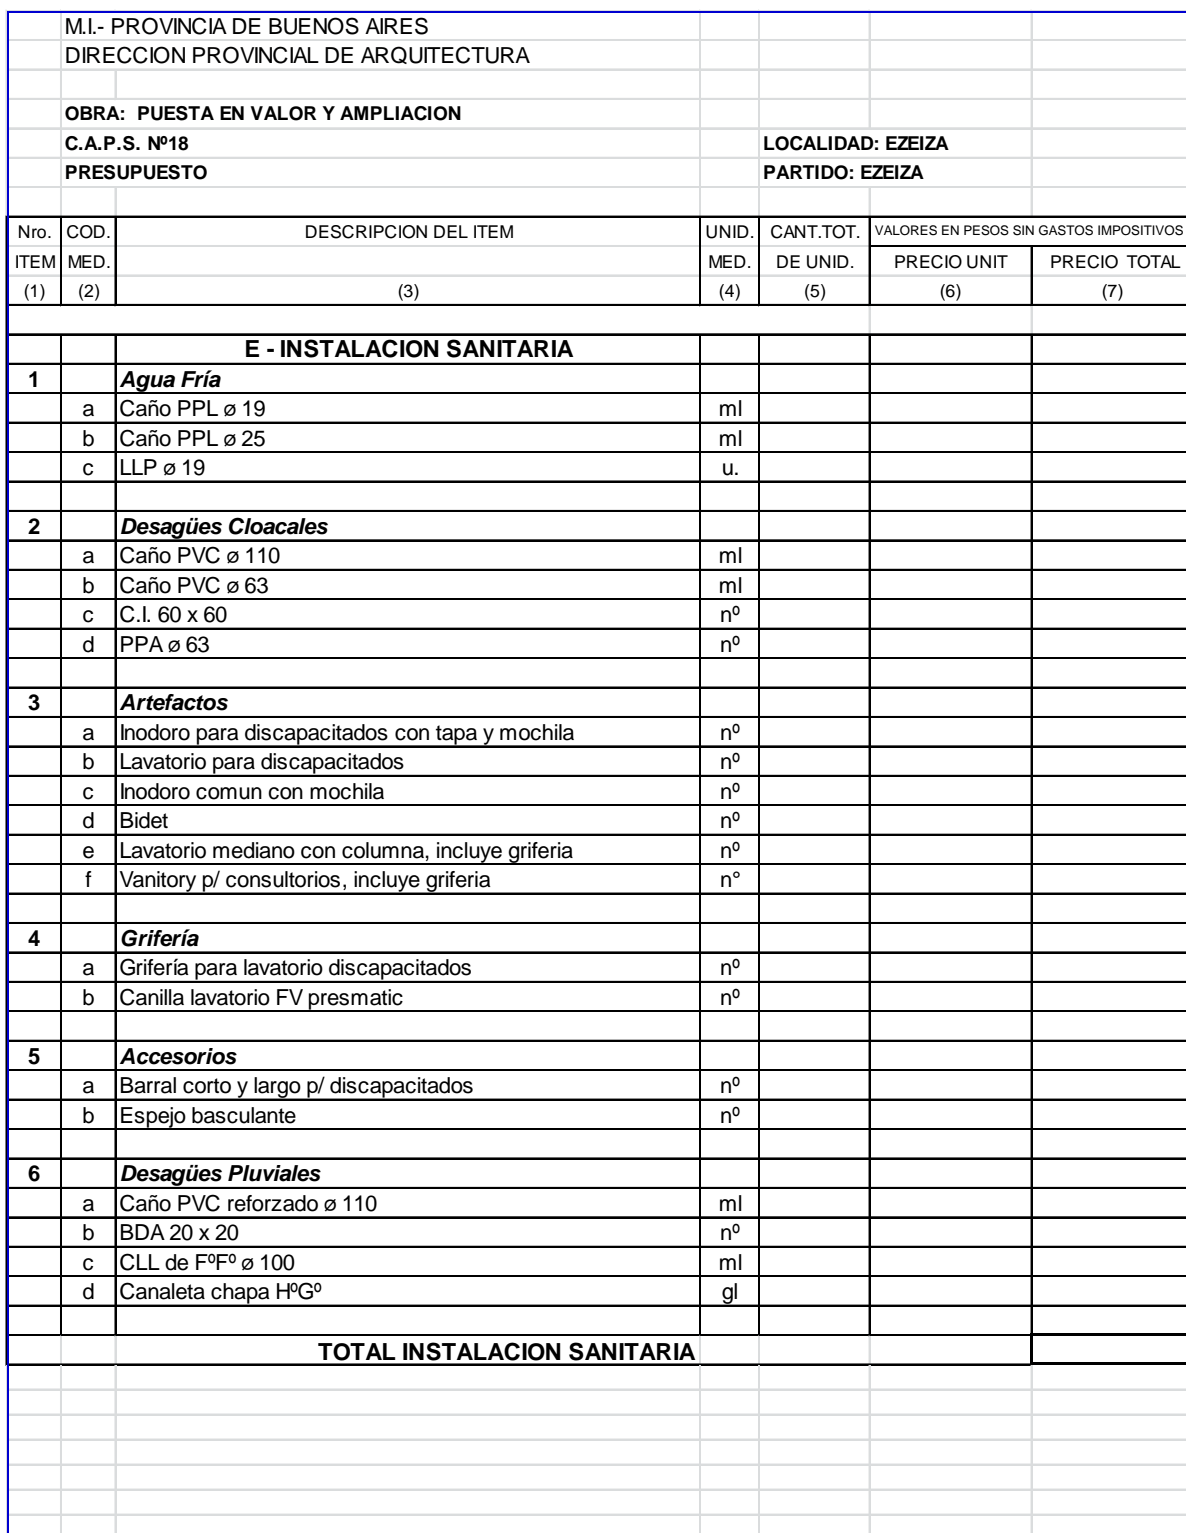 M.I.- PROVINCIA DE BUENOS AIRES
DIRECCION PROVINCIAL DE ARQUITECTURA
OBRA: PUESTA EN VALOR Y AMPLIACION
C.A.P.S. Nº18 LOCALIDAD: EZEIZA
PRESUPUESTO PARTIDO: EZEIZA
Nro. COD. DESCRIPCION DEL ITEM UNID. CANT.TOT. VALORES EN PESOS SIN GASTOS IMPOSITIVOS
ITEM MED. MED. DE UNID. PRECIO UNIT PRECIO TOTAL
(1) (2) (3) (4) (5) (6) (7)
E - INSTALACION SANITARIA
1 Agua Fría
a Caño PPL ø 19 ml
b Caño PPL ø 25 ml
c LLP ø 19 u.
2 Desagües Cloacales
a Caño PVC ø 110 ml
b Caño PVC ø 63 ml
c C.I. 60 x 60 nº
d PPA ø 63 nº
3 Artefactos
a Inodoro para discapacitados con tapa y mochila nº
b Lavatorio para discapacitados nº
c Inodoro comun con mochila nº
d Bidet nº
e Lavatorio mediano con columna, incluye griferia nº
f Vanitory p/ consultorios, incluye griferia n°
4 Grifería
a Grifería para lavatorio discapacitados nº
b Canilla lavatorio FV presmatic nº
5 Accesorios
a Barral corto y largo p/ discapacitados nº
b Espejo basculante nº
6 Desagües Pluviales
a Caño PVC reforzado ø 110 ml
b BDA 20 x 20 nº
c CLL de FºFº ø 100 ml
d Canaleta chapa HºGº gl
TOTAL INSTALACION SANITARIA